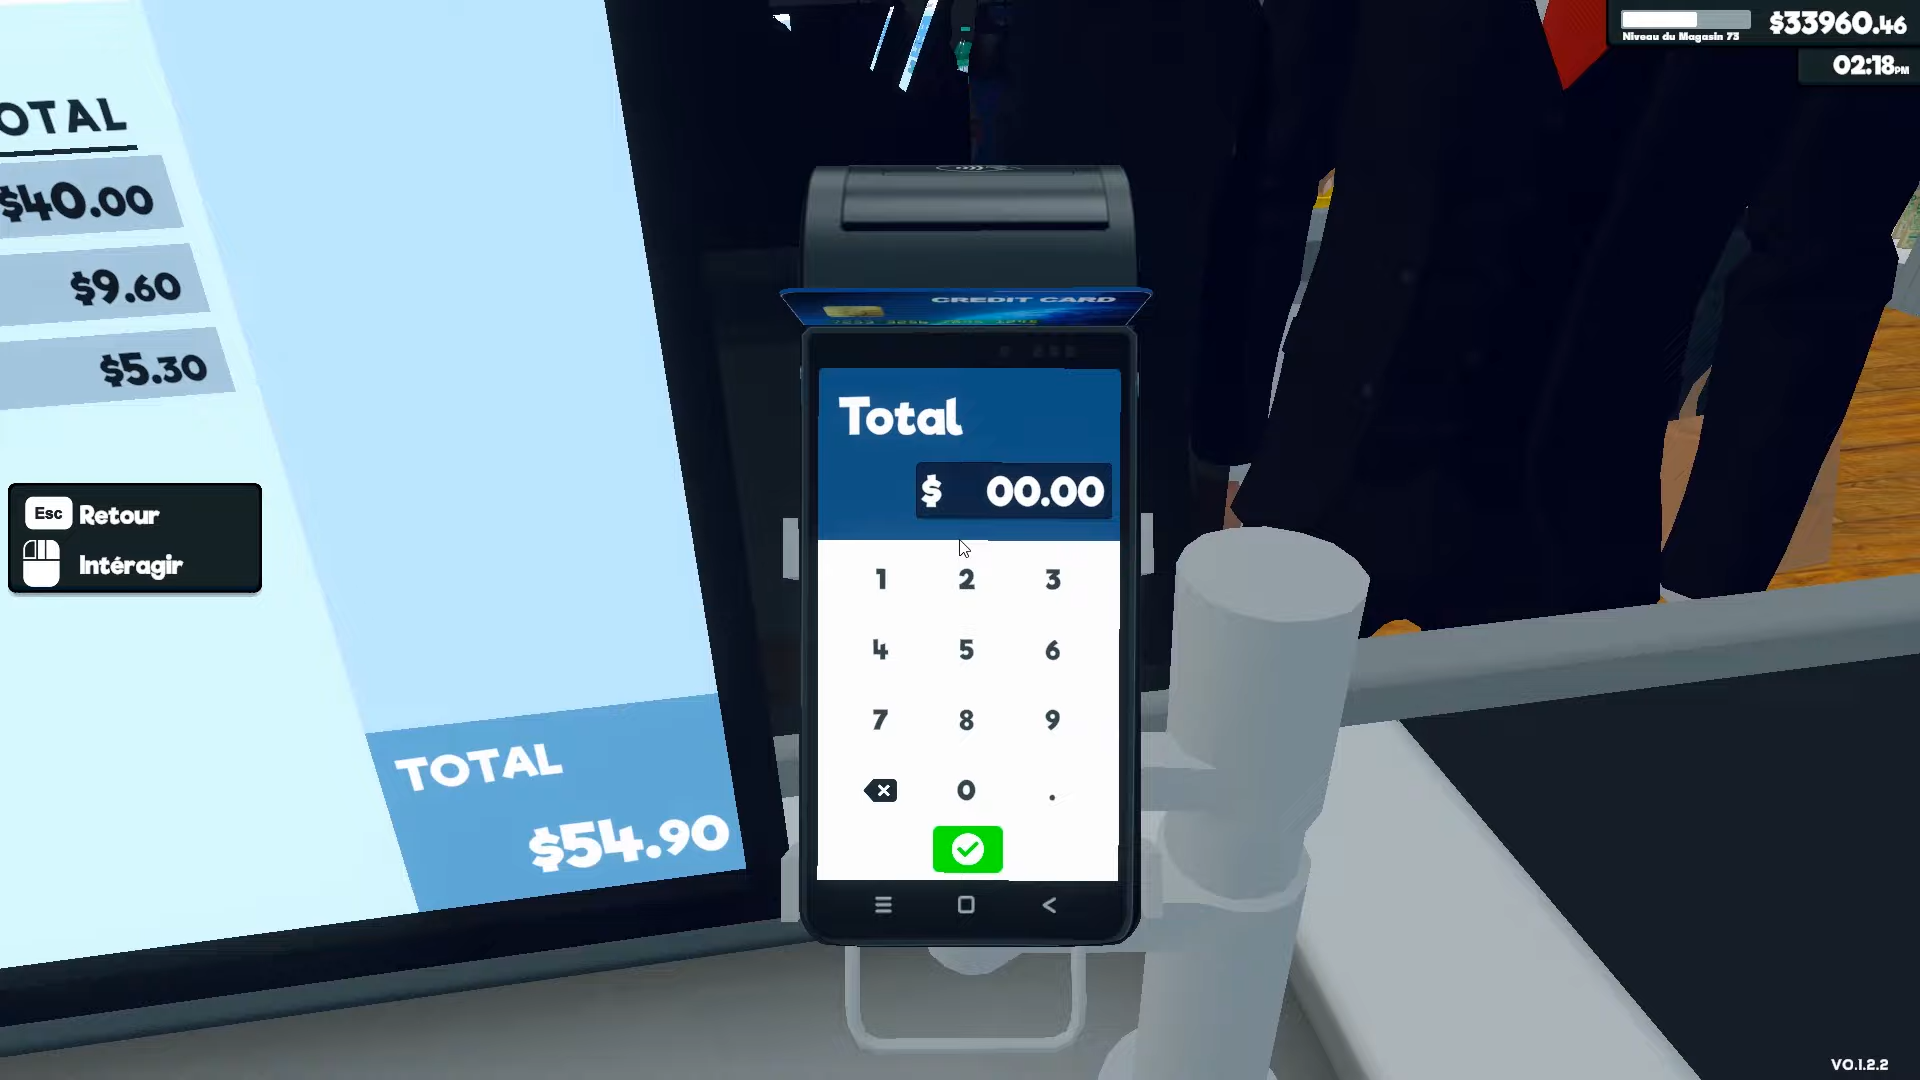 $33960.46
Niveau du Magasin 73
02:18PM
OTAL
$40.00
$9.60
$5.30
TOTAL
$54.90
Esc Retour
Intéragir
CREDIT CARD
Total
$ 00.00
1 2 3
4 5 6
7 8 9
0 .
V0.1.2.2